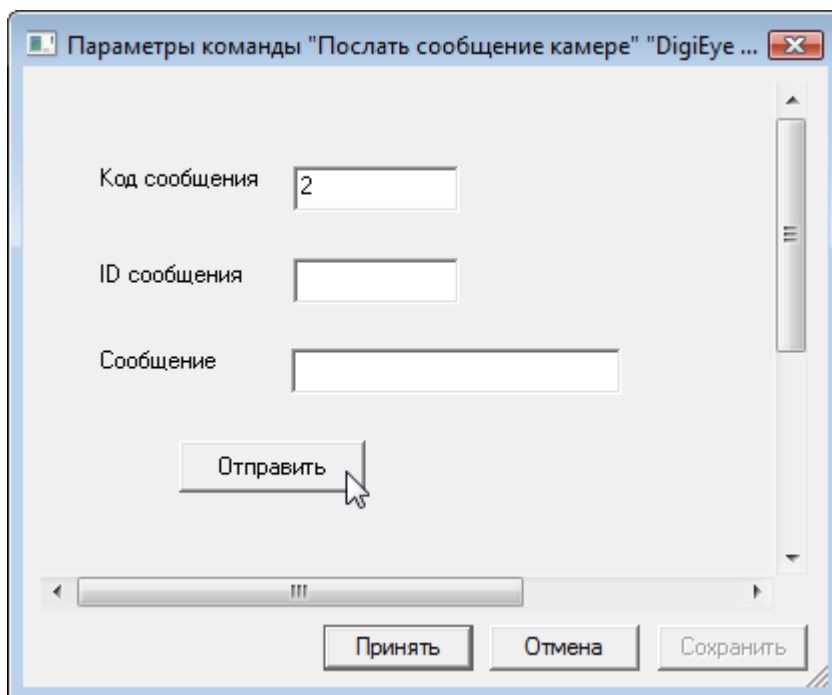 Параметры команды "Послать сообщение камере" "DigiEye ...
Код сообщения 2
ID сообщения
Сообщение
Отправить
Принять Отмена Сохранить